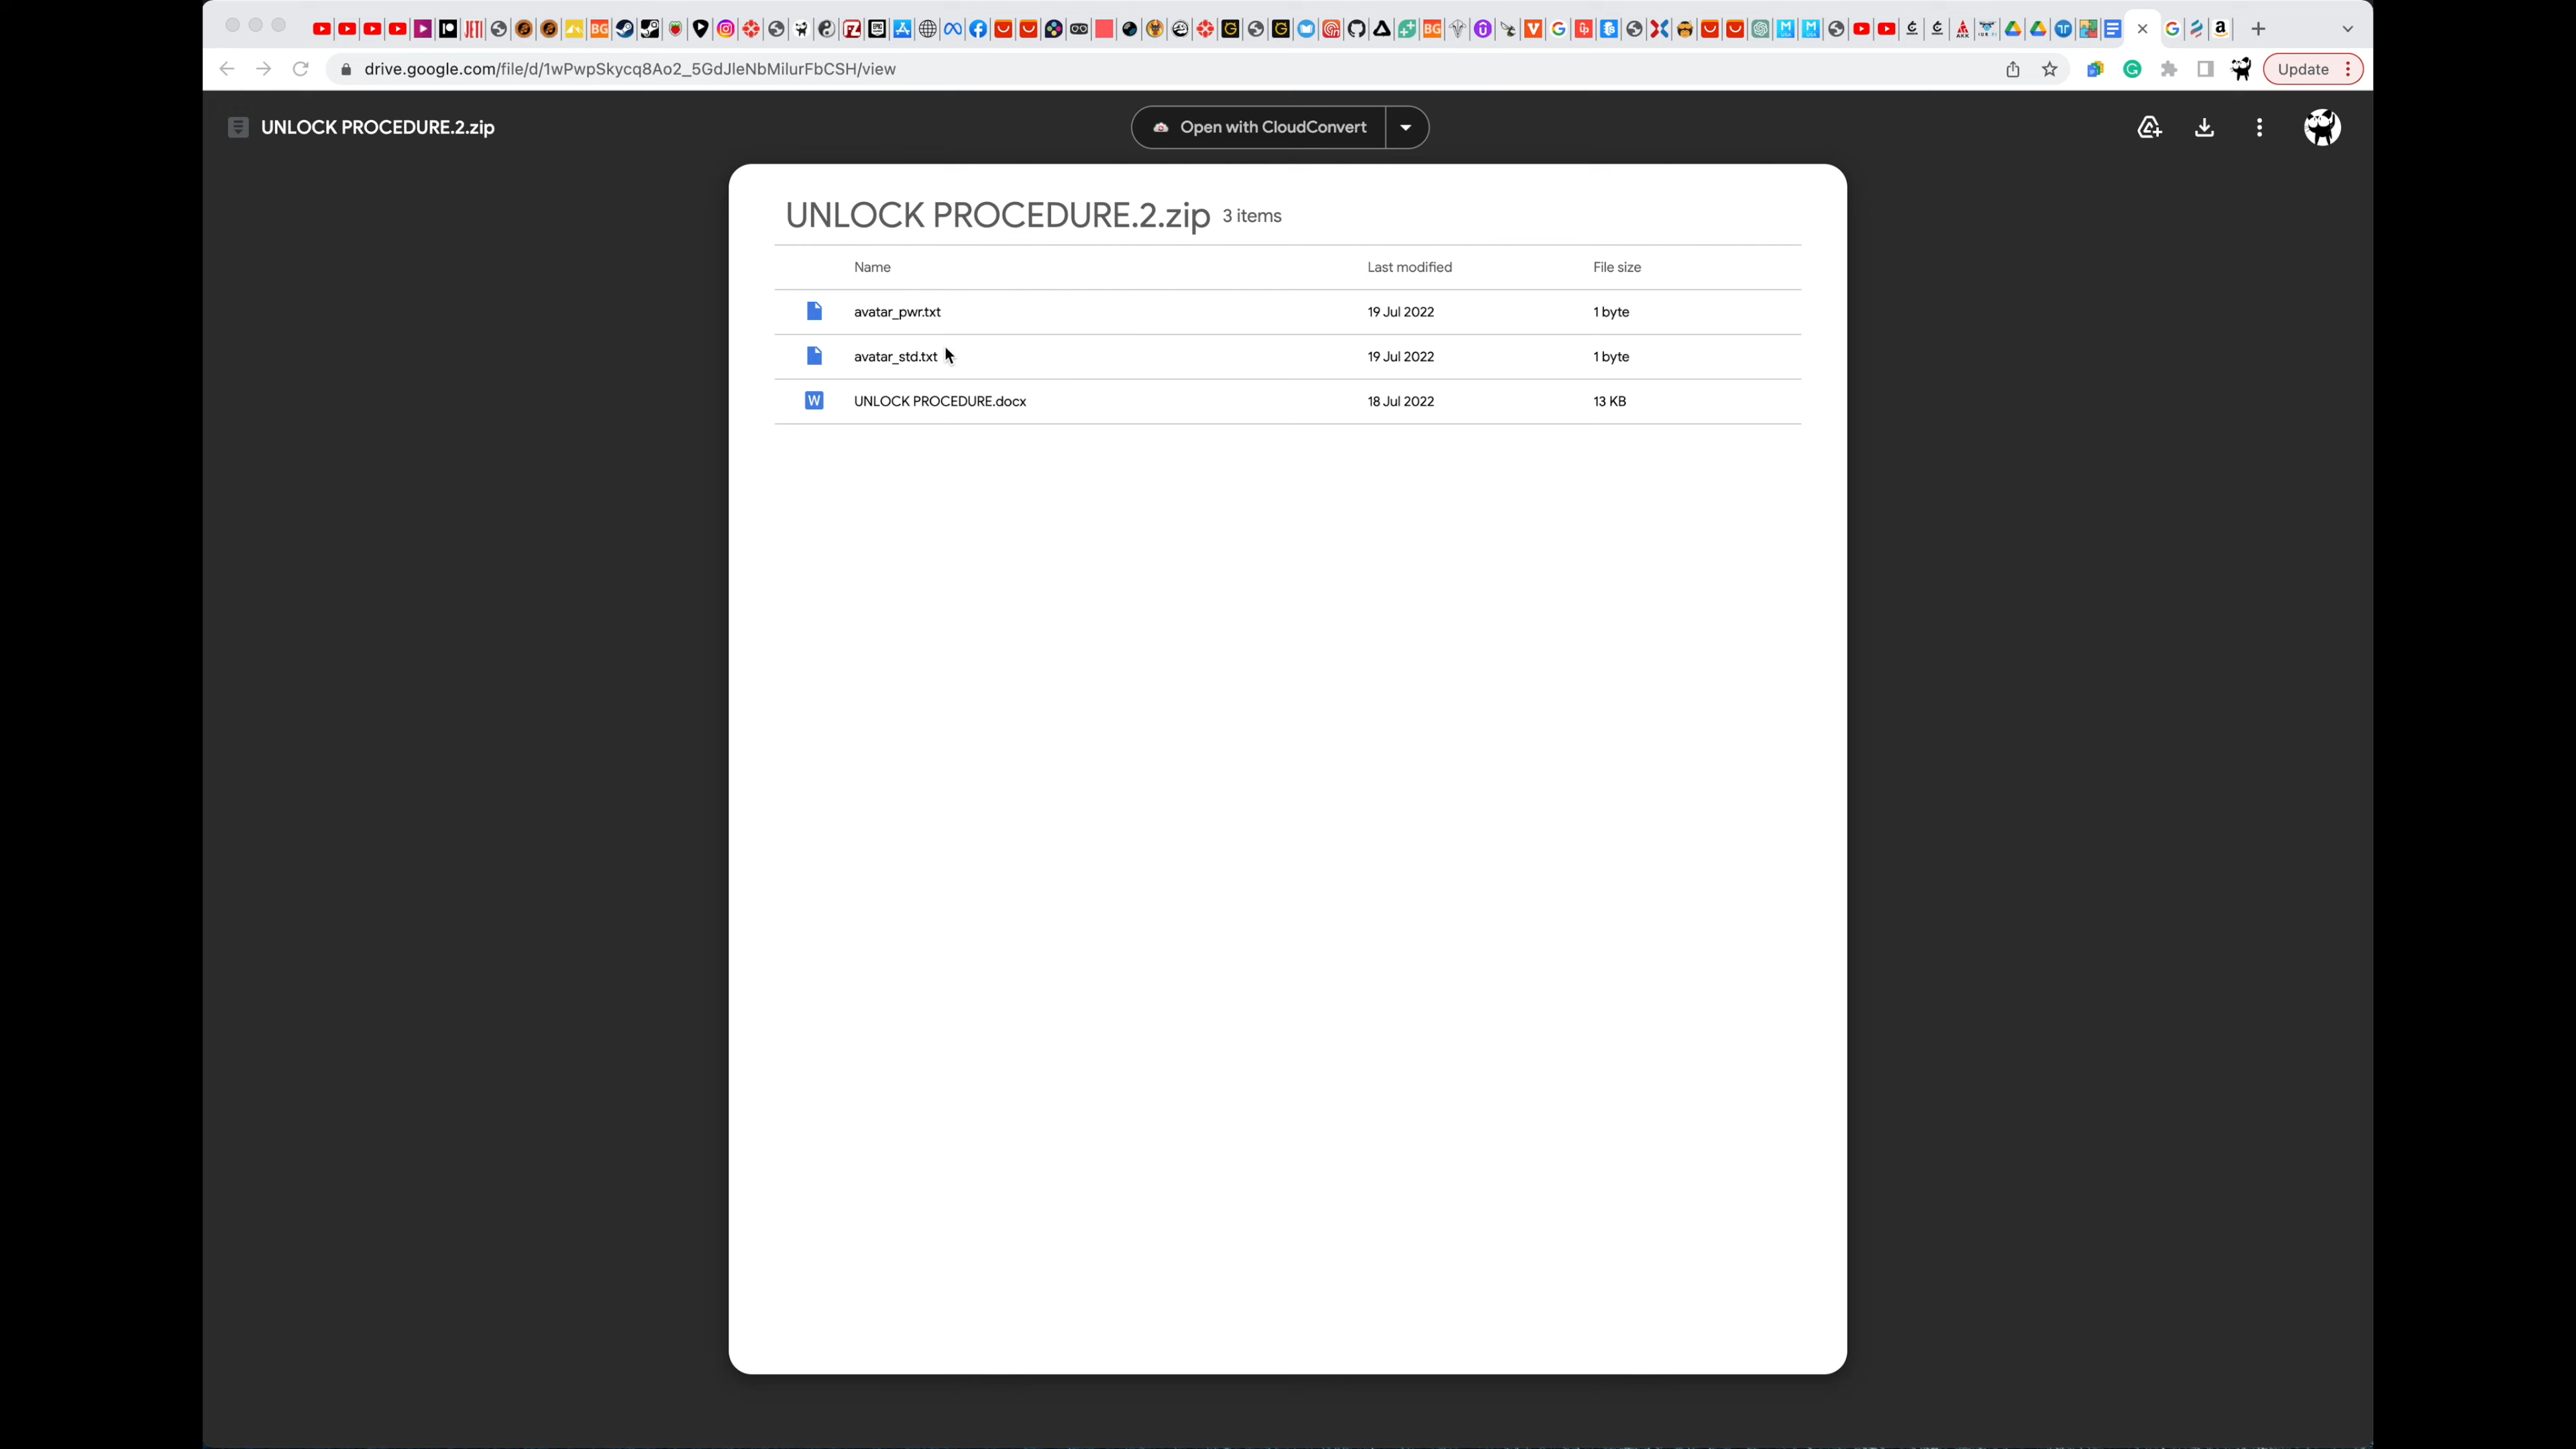 drive.google.com/file/d/1wPwpSkycq8Ao2_5GdJleNbMilurFbCSH/view
Update
UNLOCK PROCEDURE.2.zip
Open with CloudConvert
UNLOCK PROCEDURE.2.zip 3 items
Name Last modified File size
avatar_pwr.txt 19 Jul 2022 1 byte
avatar_std.txt 19 Jul 2022 1 byte
W UNLOCK PROCEDURE.docx 18 Jul 2022 13 KB